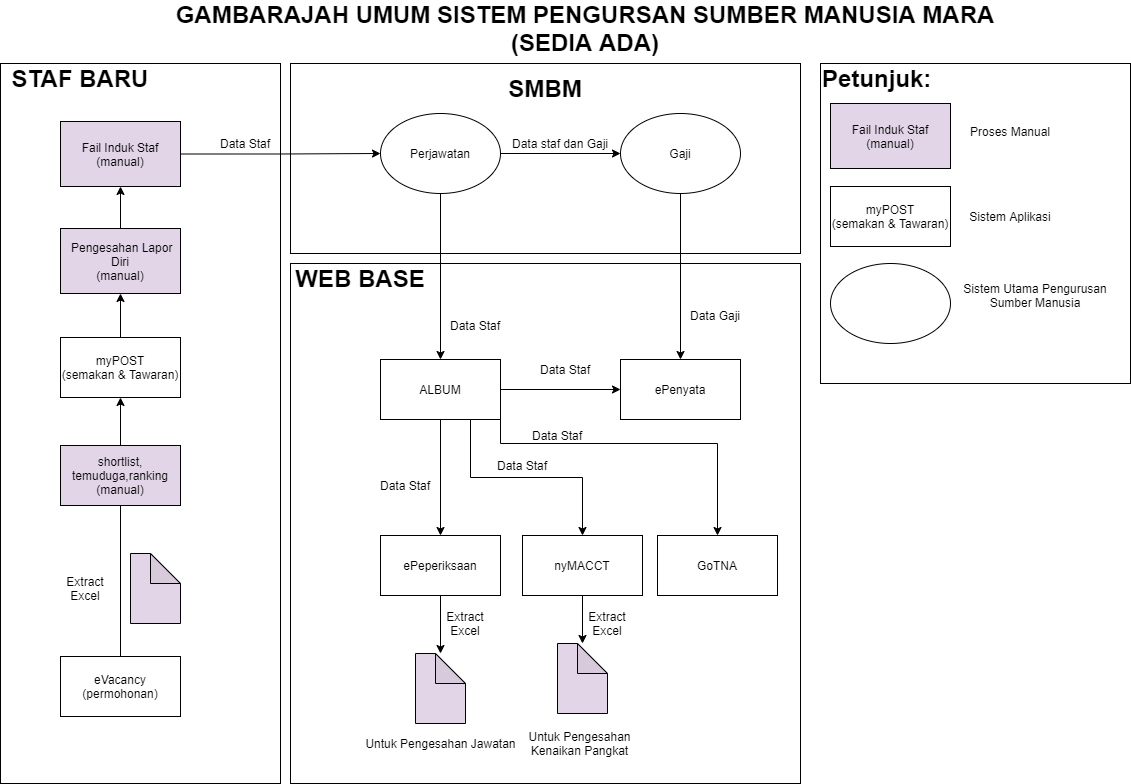 GAMBARAJAH UMUM SISTEM PENGURSAN SUMBER MANUSIA MARA
(SEDIA ADA)
STAF BARU
Fail Induk Staf
(manual)
Pengesahan Lapor
Diri
(manual)
myPOST
(semakan & Tawaran)
shortlist,
temuduga,ranking
(manual)
Extract
Excel
eVacancy
(permohonan)
Data Staf
SMBM
Perjawatan
Data staf dan Gaji
Gaji
WEB BASE
Data Staf
Data Gaji
ALBUM
Data Staf
ePenyata
Data Staf
Data Staf
Data Staf
ePeperiksaan
nyMACCT
GoTNA
Extract
Excel
Extract
Excel
Untuk Pengesahan Jawatan
Untuk Pengesahan
Kenaikan Pangkat
Petunjuk:
Fail Induk Staf
(manual)
Proses Manual
myPOST
(semakan & Tawaran)
Sistem Aplikasi
Sistem Utama Pengurusan
Sumber Manusia